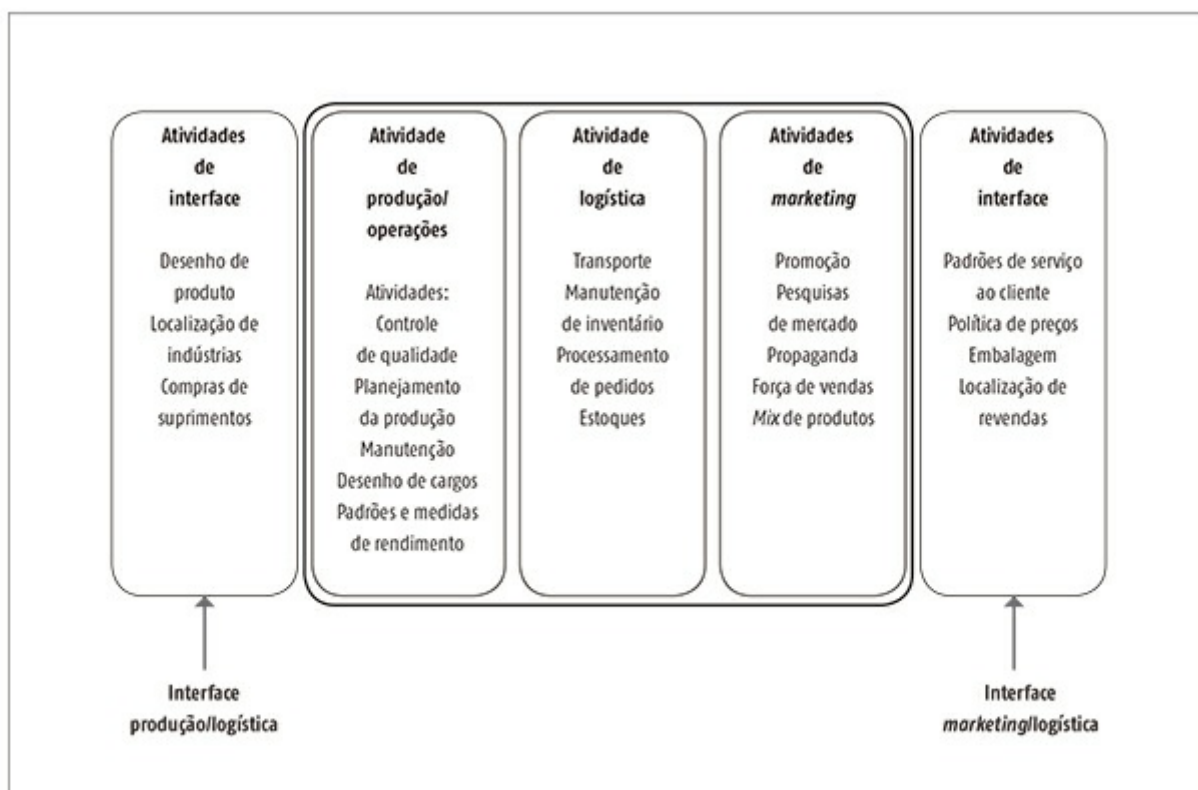 Atividades
de
interface
Desenho de
produto
Localização de
indústrias
Compras de
suprimentos
Atividade
de
produção/
operações
Atividades:
Controle
de qualidade
Planejamento
da produção
Manutenção
Desenho de cargos
Padrões e medidas
de rendimento
Atividade
de
logística
Transporte
Manutenção
de inventário
Processamento
de pedidos
Estoques
Atividades
de
marketing
Promoção
Pesquisas
de mercado
Propaganda
Força de vendas
Mix de produtos
Atividades
de
interface
Padrões de serviço
ao cliente
Política de preços
Embalagem
Localização de
revendas
Interface
produção/logística
Interface
marketing/logística